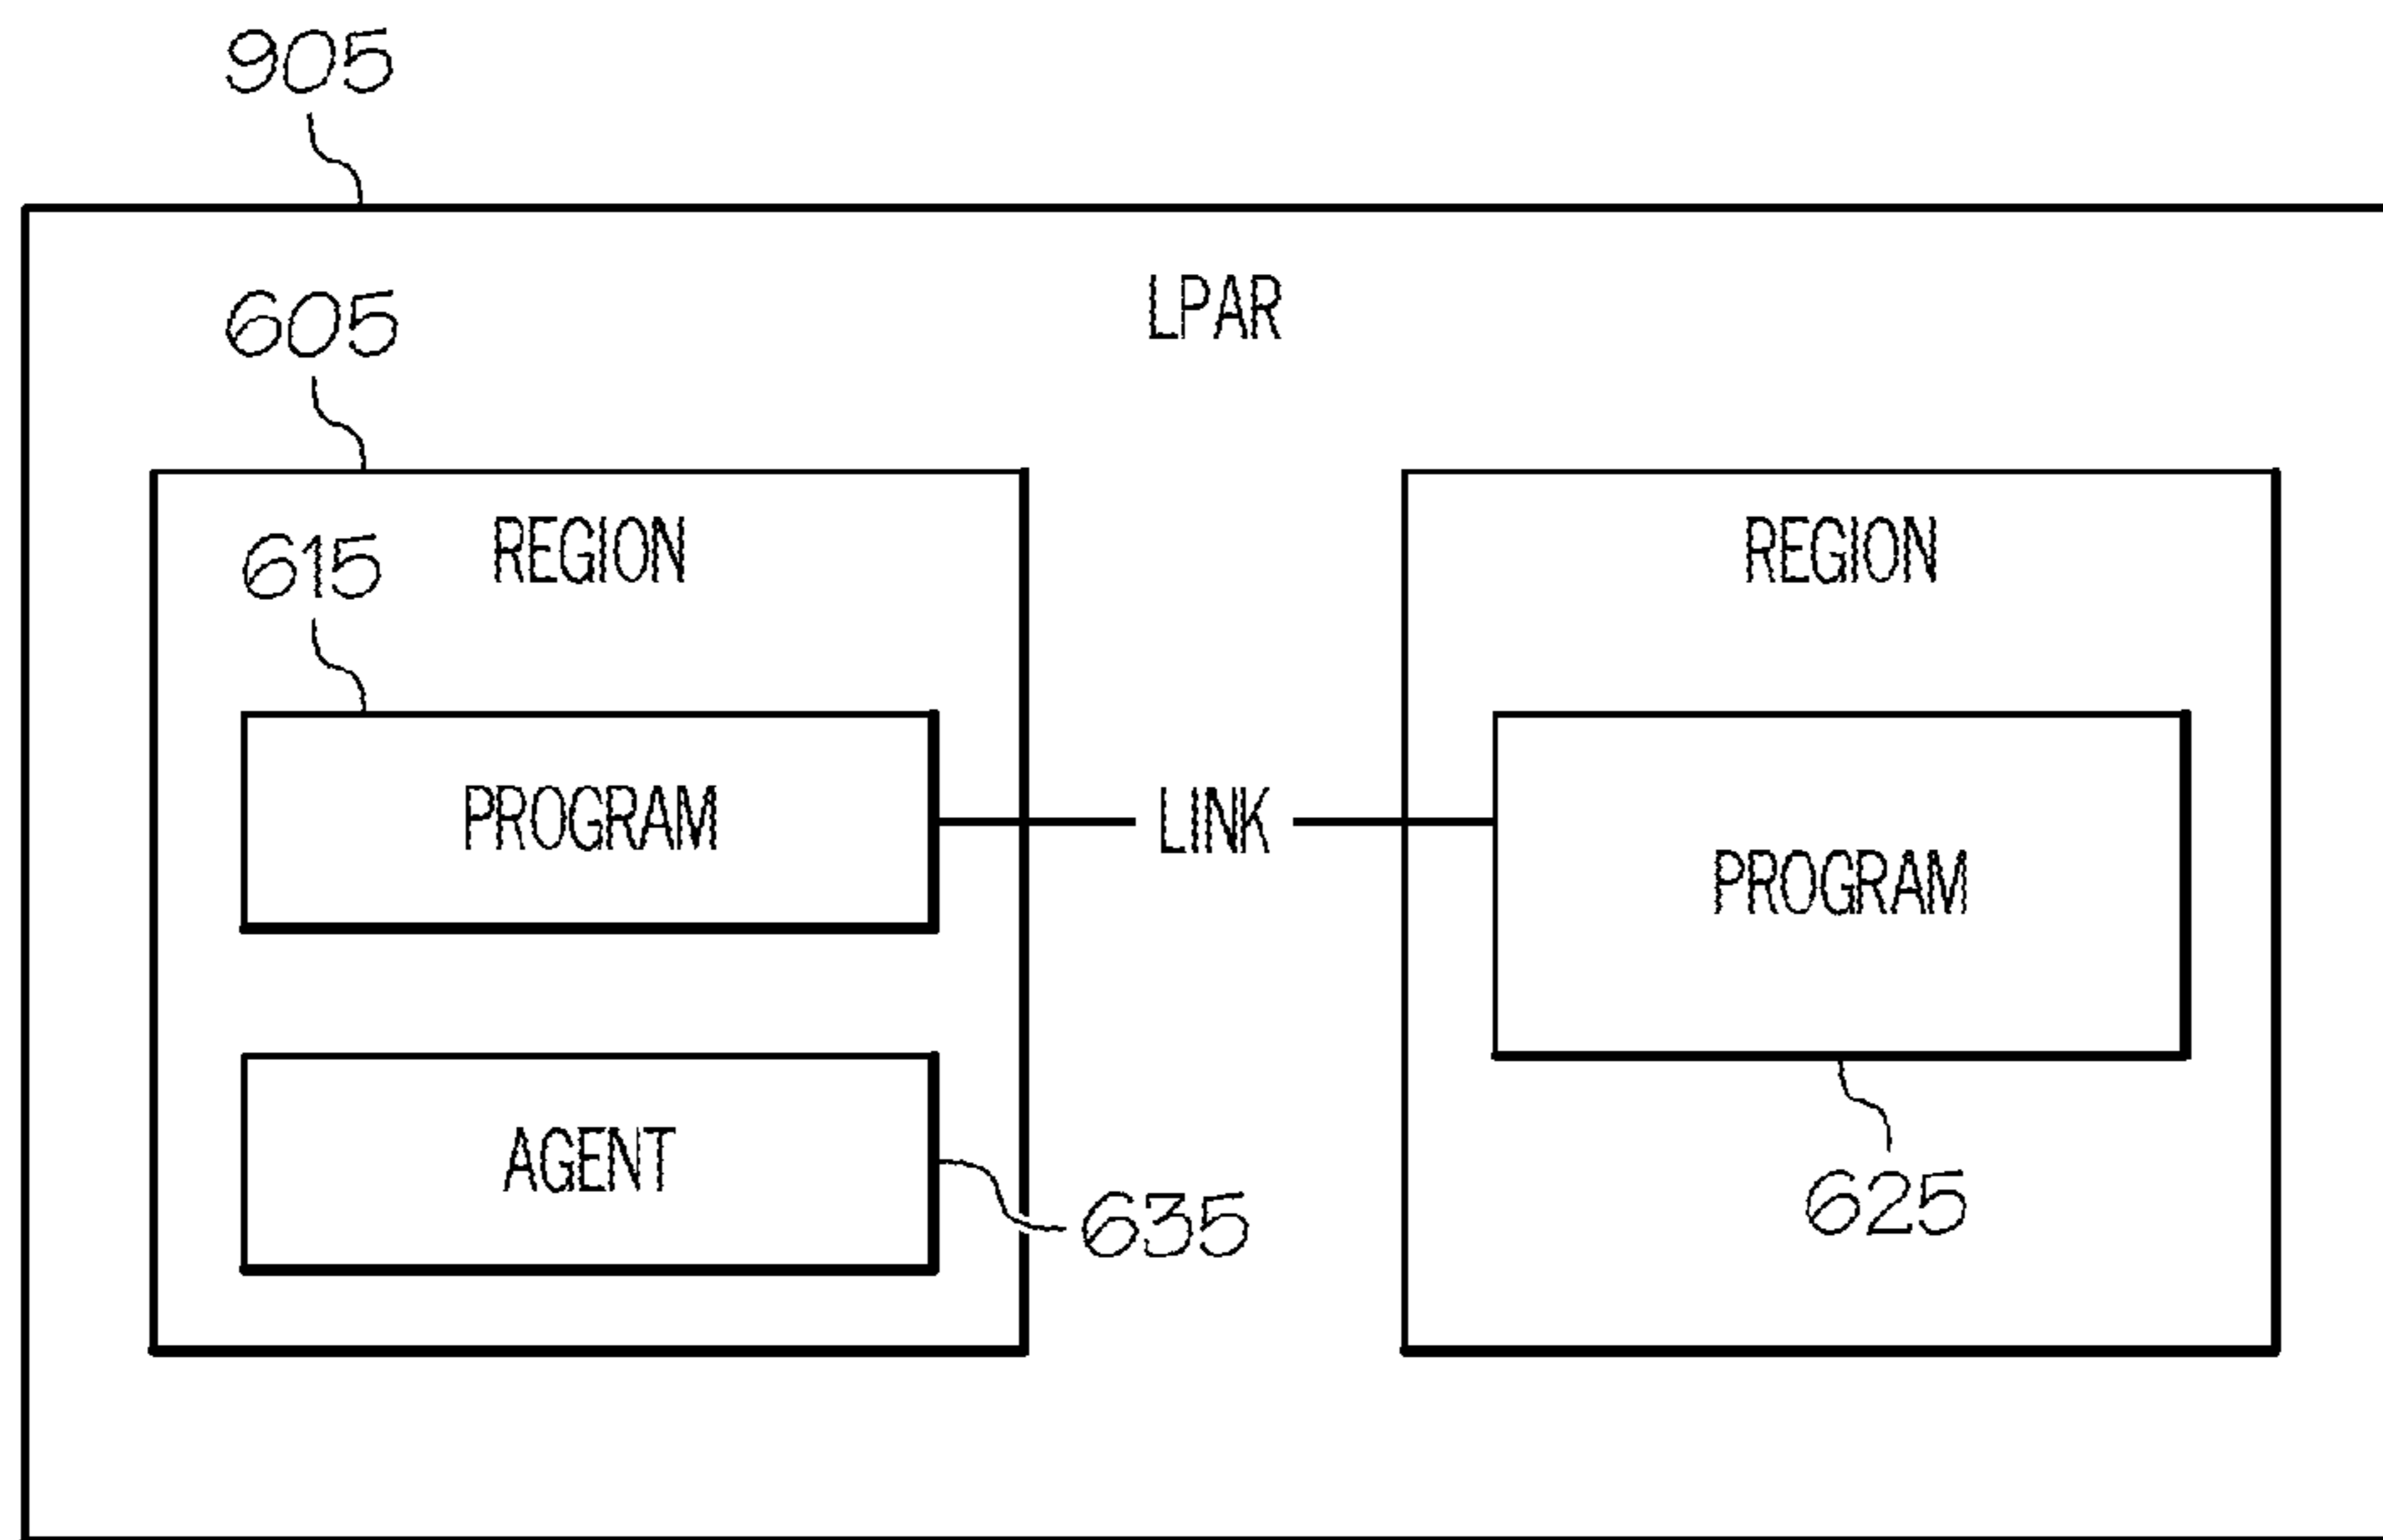 905
LPAR
605
REGION
REGION
615
PROGRAM
LINK
PROGRAM
AGENT
635
625